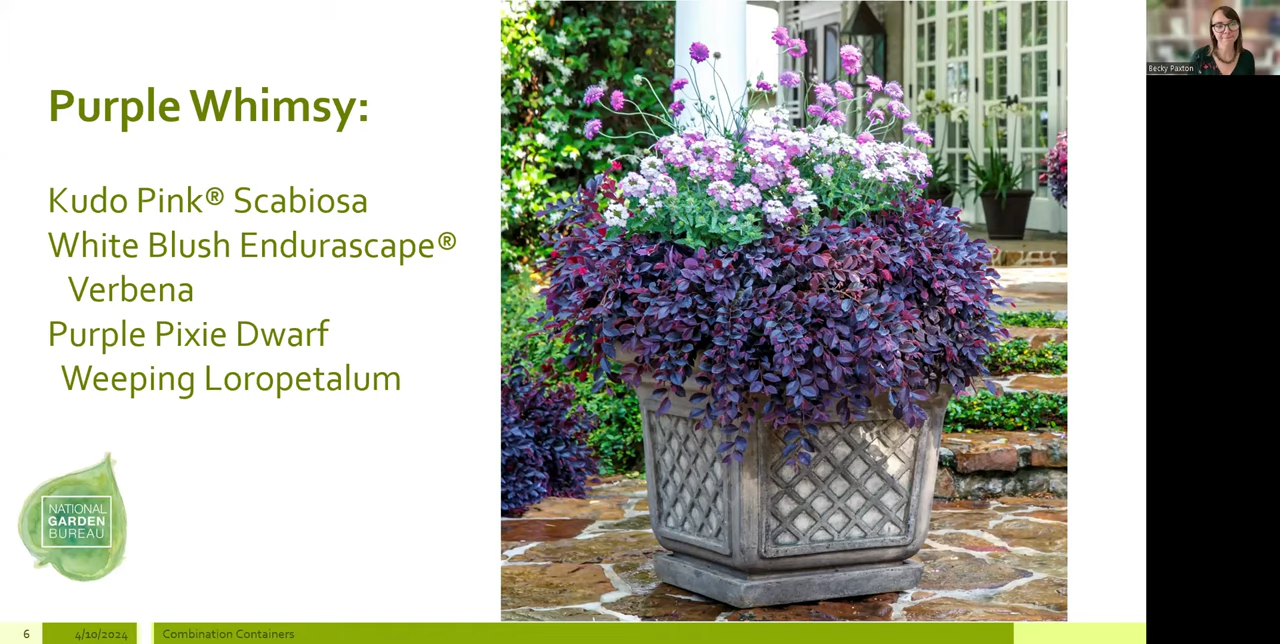 Purple Whimsy:
Kudo Pink® Scabiosa
White Blush Endurascape®
Verbena
Purple Pixie Dwarf
Weeping Loropetalum
NATIONAL
GARDEN
BUREAU
6
4/10/2024
Combination Containers
Becky Paxton